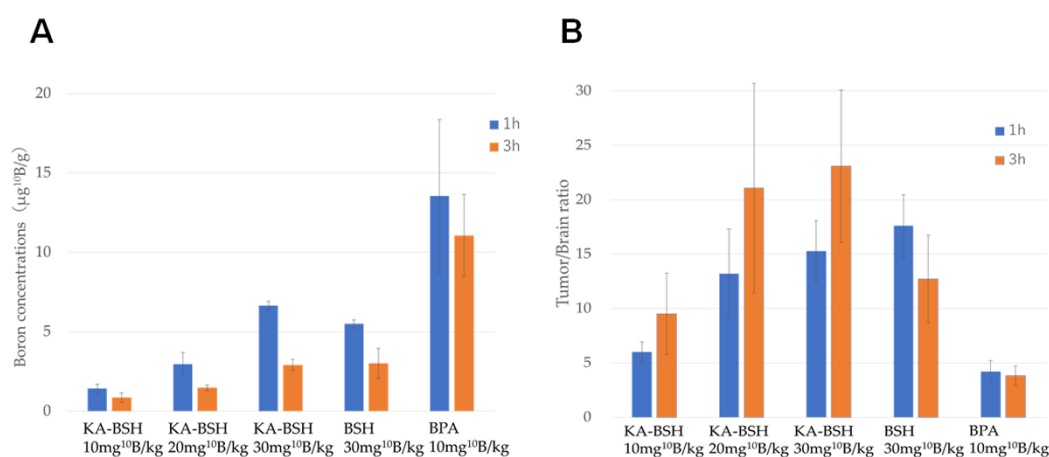 A
Boron concentrations (μg¹⁰B/g)
20
15
10
5
0
1h
3h
KA-BSH KA-BSH KA-BSH BSH BPA
10mg¹⁰B/kg 20mg¹⁰B/kg 30mg¹⁰B/kg 30mg¹⁰B/kg 10mg¹⁰B/kg
B
Tumor/Brain ratio
30
25
20
15
10
5
0
1h
3h
KA-BSH KA-BSH KA-BSH BSH BPA
10mg¹⁰B/kg 20mg¹⁰B/kg 30mg¹⁰B/kg 30mg¹⁰B/kg 10mg¹⁰B/kg